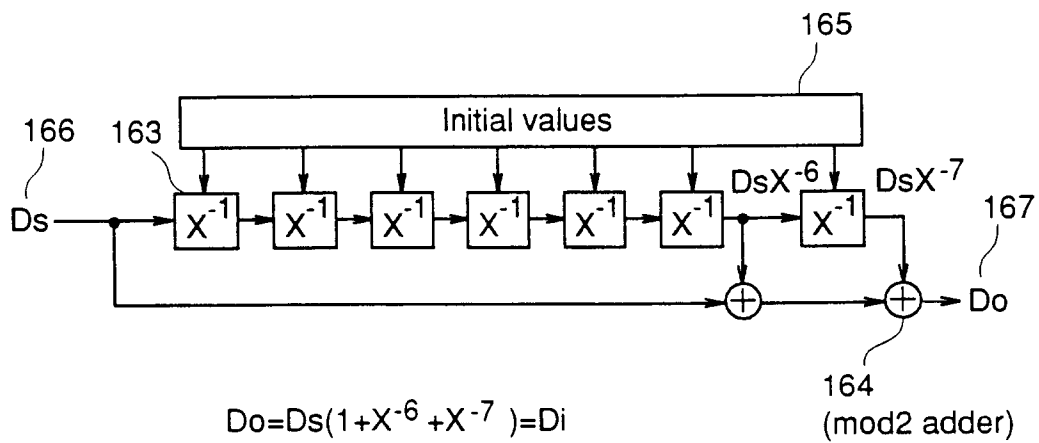 165
Initial values
166
163
DsX⁻⁶
DsX⁻⁷
167
Ds
X⁻¹
X⁻¹
X⁻¹
X⁻¹
X⁻¹
X⁻¹
X⁻¹
+
+
Do
164
(mod2 adder)
Do=Ds(1+X⁻⁶+X⁻⁷)=Di